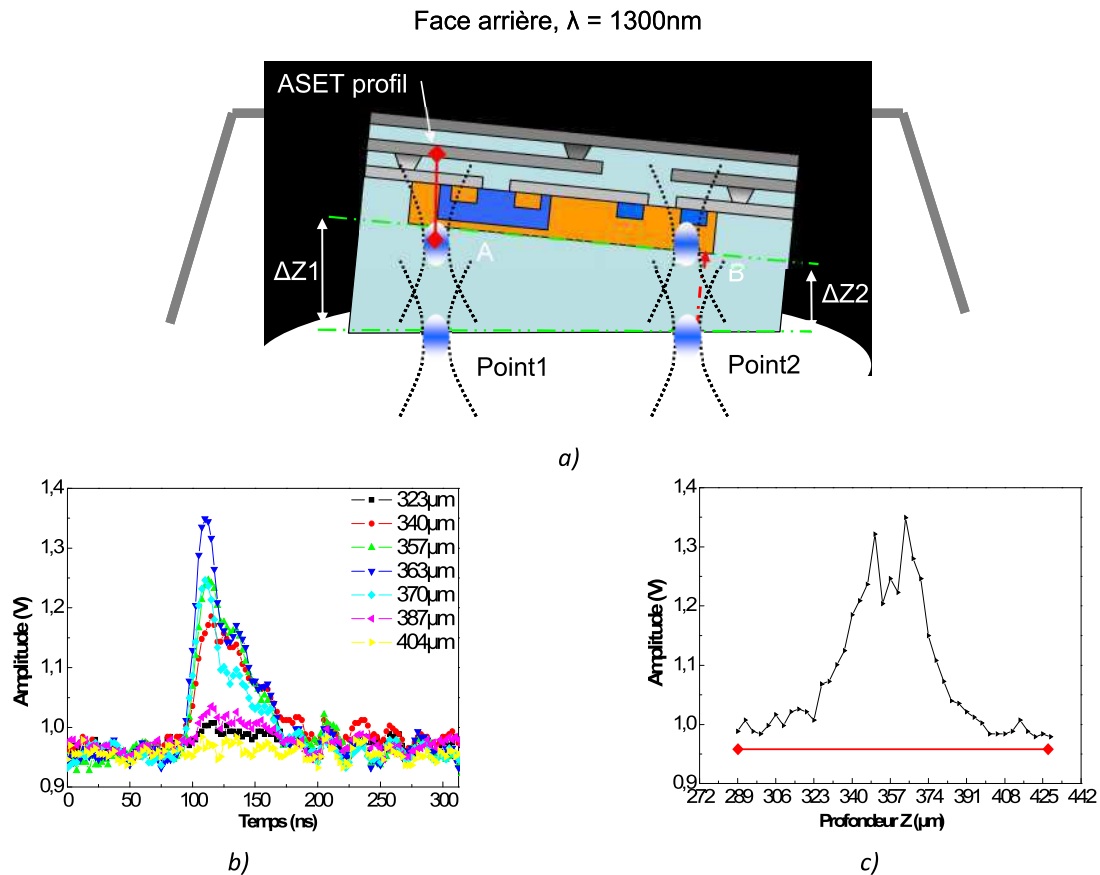 Face arrière, λ = 1300nm
ASET profil
A
B
ΔZ1
ΔZ2
Point1
Point2
a)
1,4
1,3
1,2
1,1
1,0
0,9
Amplitude (V)
323µm
340µm
357µm
363µm
370µm
387µm
404µm
0
50
100
150
200
250
300
Temps (ns)
b)
1,4
1,3
1,2
1,1
1,0
0,9
Amplitude (V)
272
289
306
323
340
357
374
391
408
425
442
Profondeur Z (µm)
c)